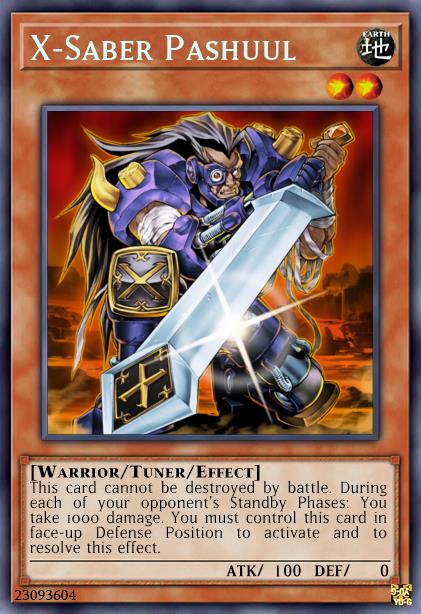 X-Saber Pashuul
EARTH
地
[Warrior/Tuner/Effect]
This card cannot be destroyed by battle. During
each of your opponent's Standby Phases: You
take 1000 damage. You must control this card in
face-up Defense Position to activate and to
resolve this effect.
ATK/ 100 DEF/ 0
23093604